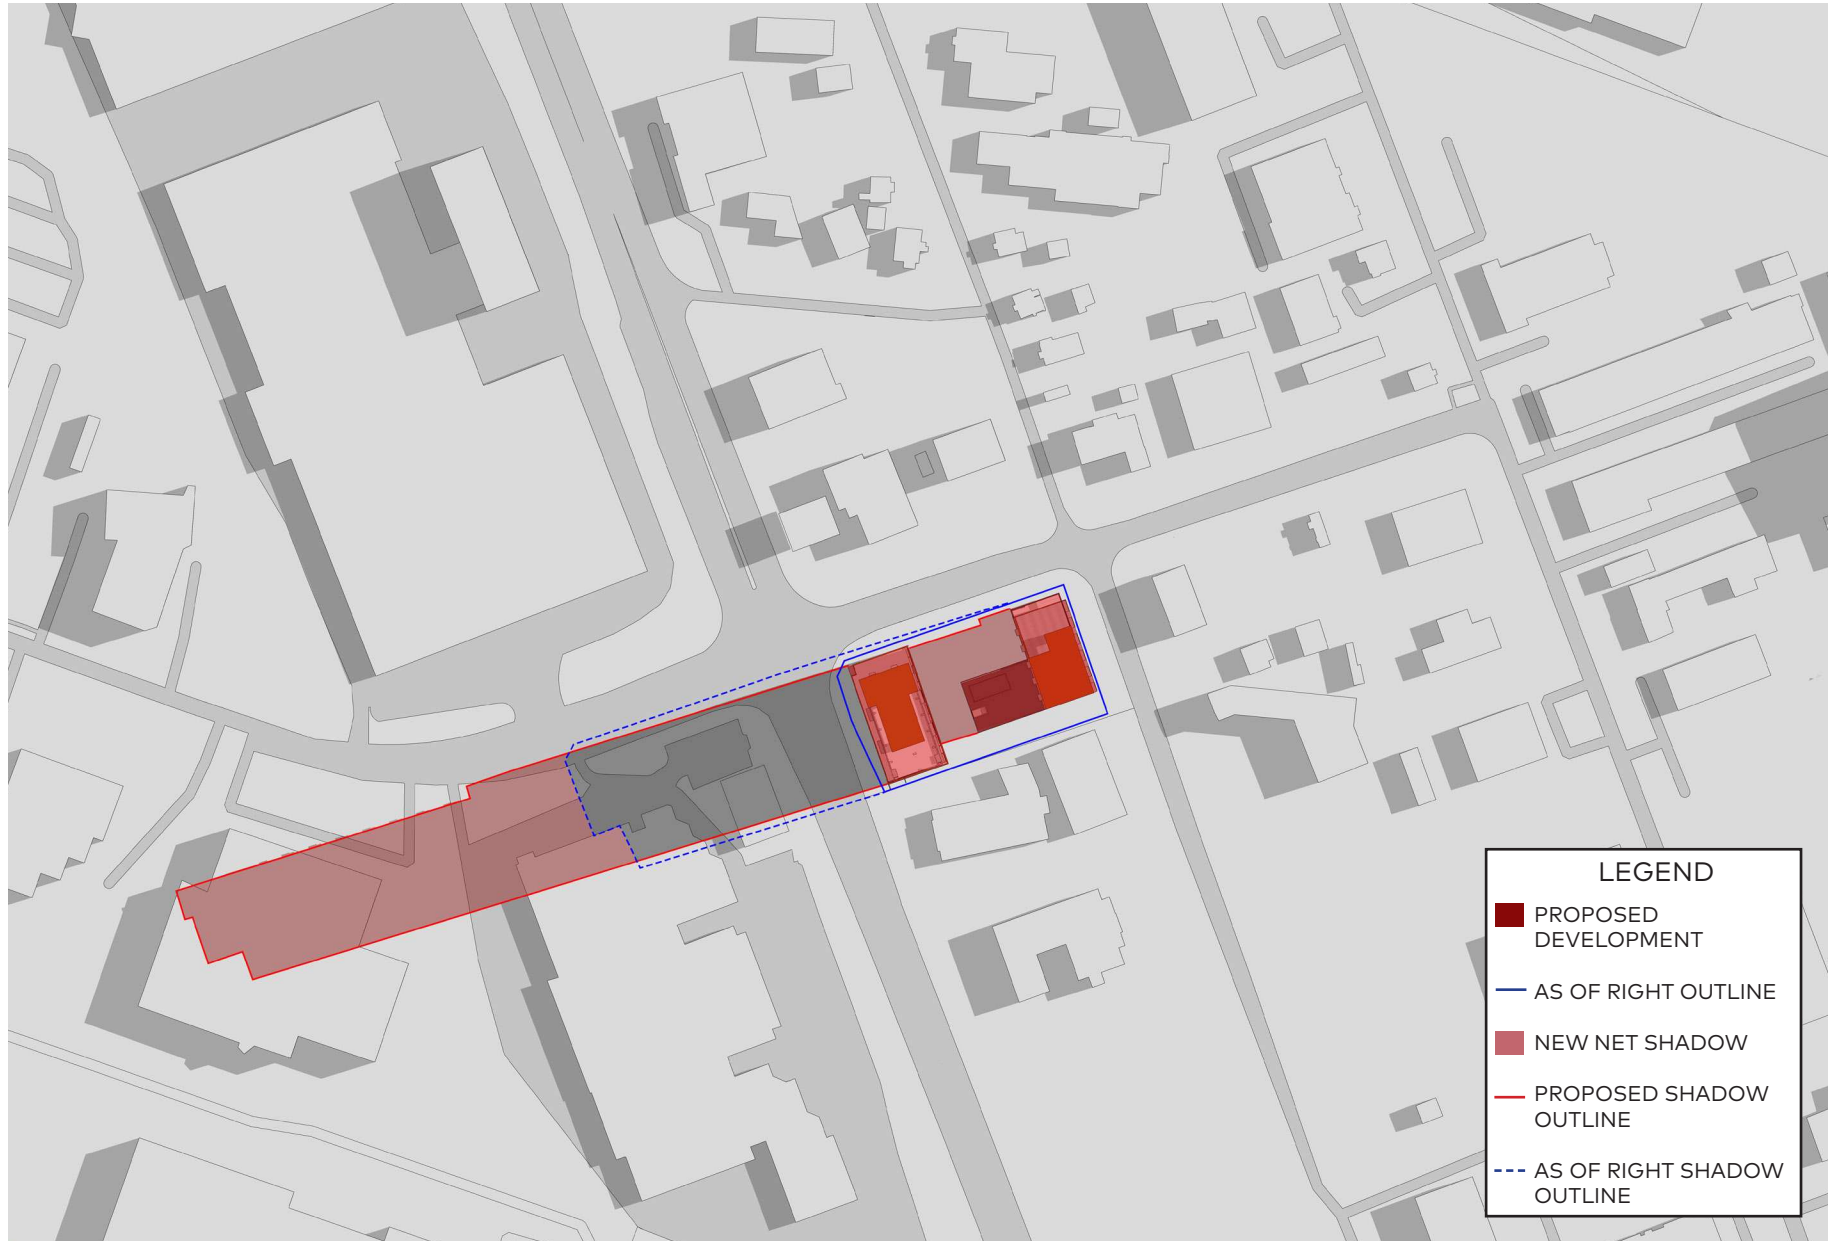 LEGEND
PROPOSED
DEVELOPMENT
AS OF RIGHT OUTLINE
NEW NET SHADOW
PROPOSED SHADOW
OUTLINE
AS OF RIGHT SHADOW
OUTLINE